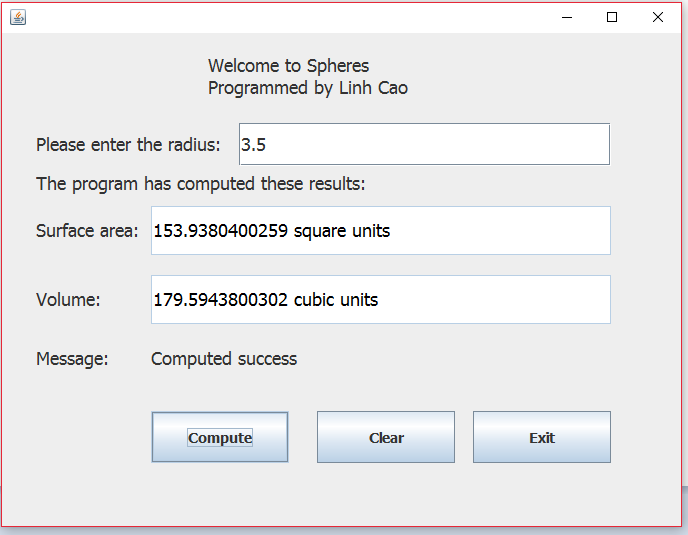 Welcome to Spheres
Programmed by Linh Cao
Please enter the radius: 3.5
The program has computed these results:
Surface area: 153.9380400259 square units
Volume: 179.5943800302 cubic units
Message: Computed success
Compute Clear Exit